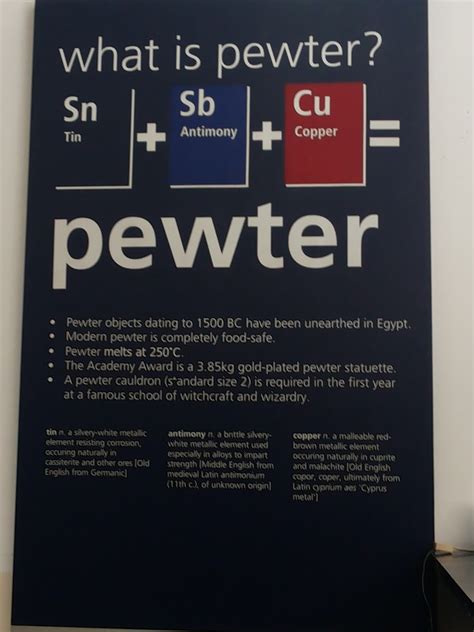 what is pewter?
Sn Sb Cu
Tin + Antimony + Copper =
pewter
• Pewter objects dating to 1500 BC have been unearthed in Egypt.
• Modern pewter is completely food-safe.
• Pewter melts at 250°C.
• The Academy Award is a 3.85kg gold-plated pewter statuette.
• A pewter cauldron (s*andard size 2) is required in the first year
at a famous school of witchcraft and wizardry.
tin n. a silvery-white metallic
element resisting corrosion,
occuring naturally in
cassiterite and other ores [Old
English from Germanic]
antimony n. a brittle silvery-
white metallic element used
especially in alloys to impart
strength [Middle English from
medieval Latin antimonium
(11th c.), of unknown origin]
copper n. a malleable red-
brown metallic element
occuring naturally in cuprite
and malachite [Old English
copor, coper, ultimately from
Latin cyprium aes 'Cyprus
metal']